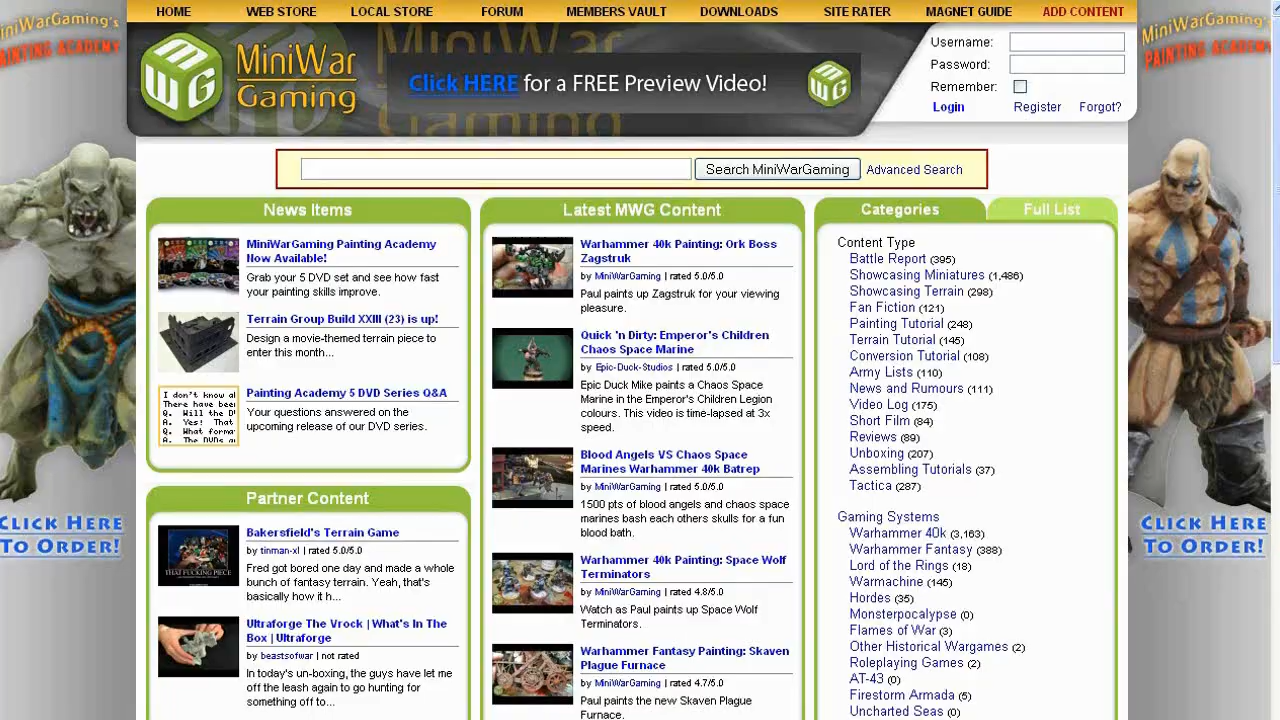 HOME WEB STORE LOCAL STORE FORUM MEMBERS VAULT DOWNLOADS SITE RATER MAGNET GUIDE ADD CONTENT
MiniWarGaming's
PAINTING ACADEMY
CLICK HERE
TO ORDER!
MWG
MiniWar
Gaming
Click HERE for a FREE Preview Video!
MWG
Username:
Password:
Remember:
Login Register Forgot?
MiniWarGaming's
PAINTING ACADEMY
CLICK HERE
TO ORDER!
Search MiniWarGaming Advanced Search
News Items
MiniWarGaming Painting Academy
Now Available!
Grab your 5 DVD set and see how fast
your painting skills improve.
Terrain Group Build XXIII (23) is up!
Design a movie-themed terrain piece to
enter this month...
I don't know al
There have been
Q. Will the D
A. Yes! That
Q. What forma
A. The DVDs a
Painting Academy 5 DVD Series Q&A
Your questions answered on the
upcoming release of our DVD series.
Partner Content
THAT FUCKING PIECE
Bakersfield's Terrain Game
by tinman-xl | rated 5.0/5.0
Fred got bored one day and made a whole
bunch of fantasy terrain. Yeah, that's
basically how it h...
Ultraforge The Vrock | What's In The
Box | Ultraforge
by beastsofwar | not rated
In today's un-boxing, the guys have let me
off the leash again to go hunting for
something off to...
Latest MWG Content
Warhammer 40k Painting: Ork Boss
Zagstruk
by MiniWarGaming | rated 5.0/5.0
Paul paints up Zagstruk for your viewing
pleasure.
Quick 'n Dirty: Emperor's Children
Chaos Space Marine
by Epic-Duck-Studios | rated 5.0/5.0
Epic Duck Mike paints a Chaos Space
Marine in the Emperor's Children Legion
colours. This video is time-lapsed at 3x
speed.
Blood Angels VS Chaos Space
Marines Warhammer 40k Batrep
by MiniWarGaming | rated 5.0/5.0
1500 pts of blood angels and chaos space
marines bash each others skulls for a fun
blood bath.
Warhammer 40k Painting: Space Wolf
Terminators
by MiniWarGaming | rated 4.8/5.0
Watch as Paul paints up Space Wolf
Terminators.
Warhammer Fantasy Painting: Skaven
Plague Furnace
by MiniWarGaming | rated 4.7/5.0
Paul paints the new Skaven Plague
Furnace.
Categories Full List
Content Type
Battle Report (395)
Showcasing Miniatures (1,486)
Showcasing Terrain (298)
Fan Fiction (121)
Painting Tutorial (248)
Terrain Tutorial (145)
Conversion Tutorial (108)
Army Lists (110)
News and Rumours (111)
Video Log (175)
Short Film (84)
Reviews (89)
Unboxing (207)
Assembling Tutorials (37)
Tactica (287)
Gaming Systems
Warhammer 40k (3,163)
Warhammer Fantasy (388)
Lord of the Rings (18)
Warmachine (145)
Hordes (35)
Monsterpocalypse (0)
Flames of War (3)
Other Historical Wargames (2)
Roleplaying Games (2)
AT-43 (0)
Firestorm Armada (5)
Uncharted Seas (0)